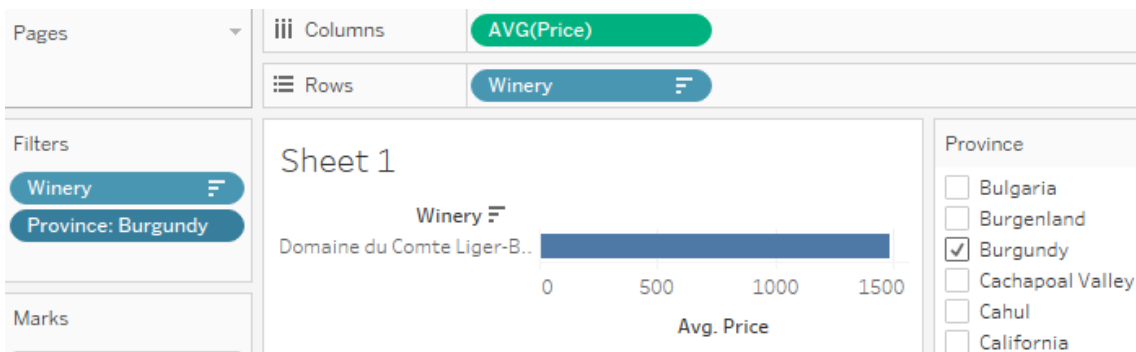 Pages
Columns
AVG(Price)
Rows
Winery
Filters
Winery
Province: Burgundy
Marks
Sheet 1
Winery
Domaine du Comte Liger-B..
0 500 1000 1500
Avg. Price
Province
Bulgaria
Burgenland
Burgundy
Cachapoal Valley
Cahul
California